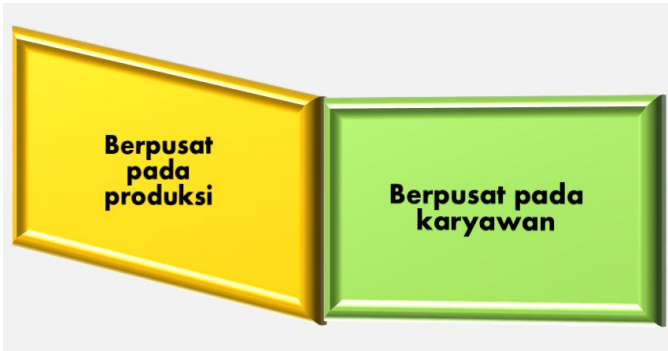 Berpusat
pada
produksi
Berpusat pada
karyawan